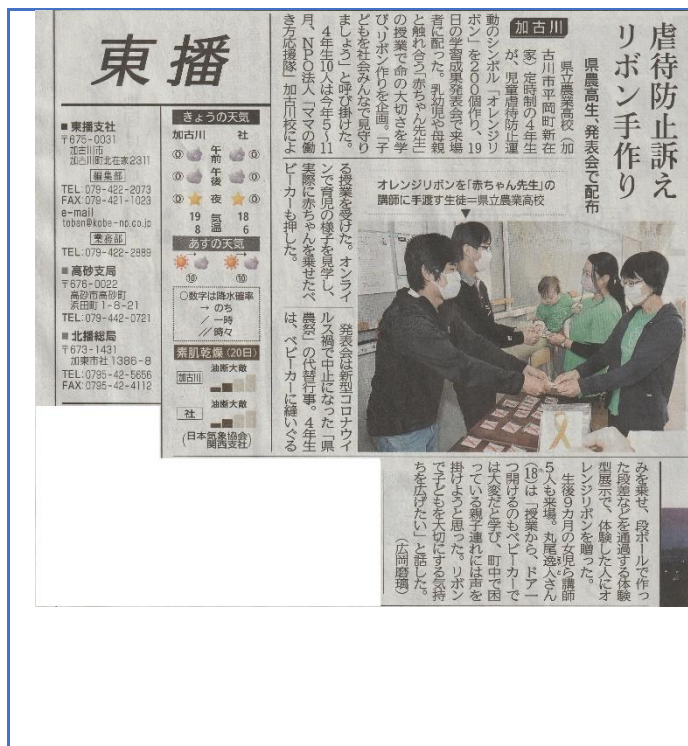 虐待防止訴え
リボン手作り
県農高生、発表会で配布
加古川
県立農業高校(加
古川市平岡町新在
家)定時制の4年生
が、児童虐待防止運
動のシンボル「オレンジリ
ボン」を200個作り、19
日の学習成果発表会で来場
者に配った。乳幼児や母親
と触れ合う「赤ちゃん先生」
の授業で命の大切さを学
び、リボン作りを企画。「子
どもを社会みんなで見守り
ましょう」と呼び掛けた。
4年生10人は今年5~11
月、NPO法人「ママの働
き方応援隊」加古川校によ
る授業を受けた。オンライ
ンで育児の様子を見学し、
実際に赤ちゃんを乗せたベ
ビーカーも押した。
発表会は新型コロナウイ
ルス禍で中止になった「県
農祭」の代替行事。4年生
は、ベビーカーに縫いぐる
みを乗せ、段ボールで作っ
た段差などを通過する体験
型展示で、体験した人にオ
レンジリボンを贈った。
生後9カ月の女児ら講師
5人も来場。丸尾逸人さん
(18)は「授業から、ドア一
つ開けるのもベビーカーで
は大変だと学び、町中で困
っている親子連れには声を
掛けようと思った。リボン
で子どもを大切にする気持
ちを広げたい」と話した。
(広岡磨璃)
オレンジリボンを「赤ちゃん先生」の
講師に手渡す生徒=県立農業高校
東播
■東播支社
〒675-0031
加古川市
加古川町北在家2311
編集部
TEL:079-422-2073
FAX:079-421-1023
e-mail
toban@kobe-np.co.jp
業務部
TEL:079-422-2889
■高砂支局
〒676-0022
高砂市高砂町
浜田町1-8-21
TEL:079-442-0721
■北播総局
〒673-1431
加東市社1386-8
TEL:0795-42-5656
FAX:0795-42-4112
きょうの天気
加古川 社
0 午前 0
0 午後 0
0 夜 0
19 気温 18
8 6
あすの天気
10 10
○数字は降水確率
→ のち
/ 一時
// 時々
素肌乾燥(20日)
加古川 油断大敵
社 油断大敵
(日本気象協会
関西支社)